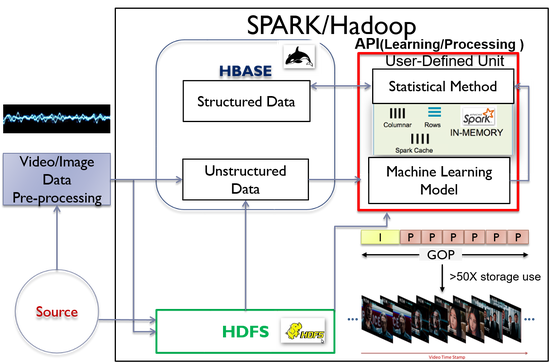 SPARK/Hadoop
API(Learning/Processing )
User-Defined Unit
HBASE
Structured Data
Statistical Method
Columnar
Rows
Spark
IN-MEMORY
Spark Cache
Video/Image
Data
Pre-processing
Unstructured
Data
Machine Learning
Model
I P P P P P P
GOP
>50X storage use
Source
HDFS
HDFS
Video Time Stamp